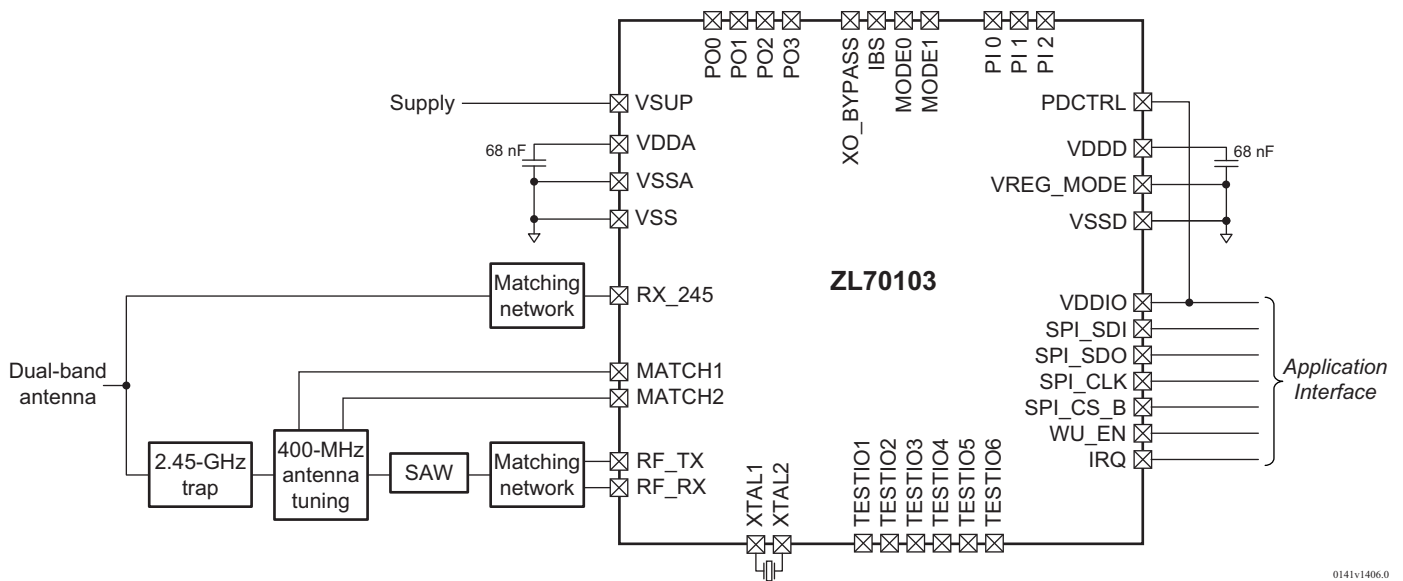 PO0
PO1
PO2
PO3
XO_BYPASS
IBS
MODE0
MODE1
PI 0
PI 1
PI 2
Supply
VSUP
VDDA
68 nF
VSSA
VSS
PDCTRL
VDDD
68 nF
VREG_MODE
VSSD
ZL70103
Matching
network
RX_245
Dual-band
antenna
MATCH1
MATCH2
2.45-GHz
trap
400-MHz
antenna
tuning
SAW
Matching
network
RF_TX
RF_RX
VDDIO
SPI_SDI
SPI_SDO
SPI_CLK
SPI_CS_B
WU_EN
IRQ
Application
Interface
XTAL1
XTAL2
TESTIO1
TESTIO2
TESTIO3
TESTIO4
TESTIO5
TESTIO6
0141v1406.0